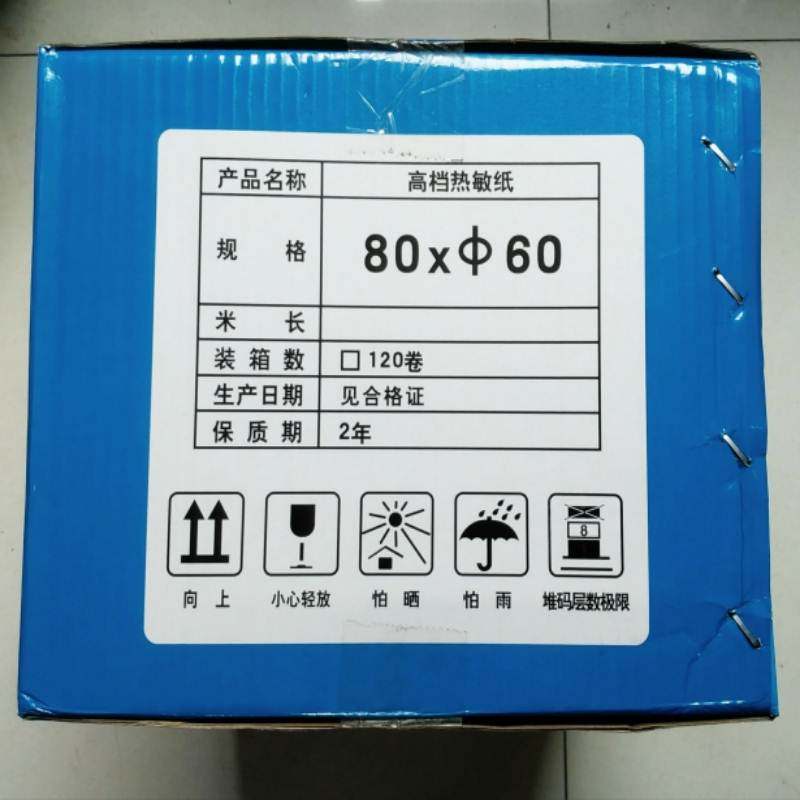 产品名称 高档热敏纸
规 格 80xΦ60
米 长
装箱数 □120卷
生产日期 见合格证
保质期 2年
8
向上 小心轻放 怕晒 怕雨 堆码层数极限